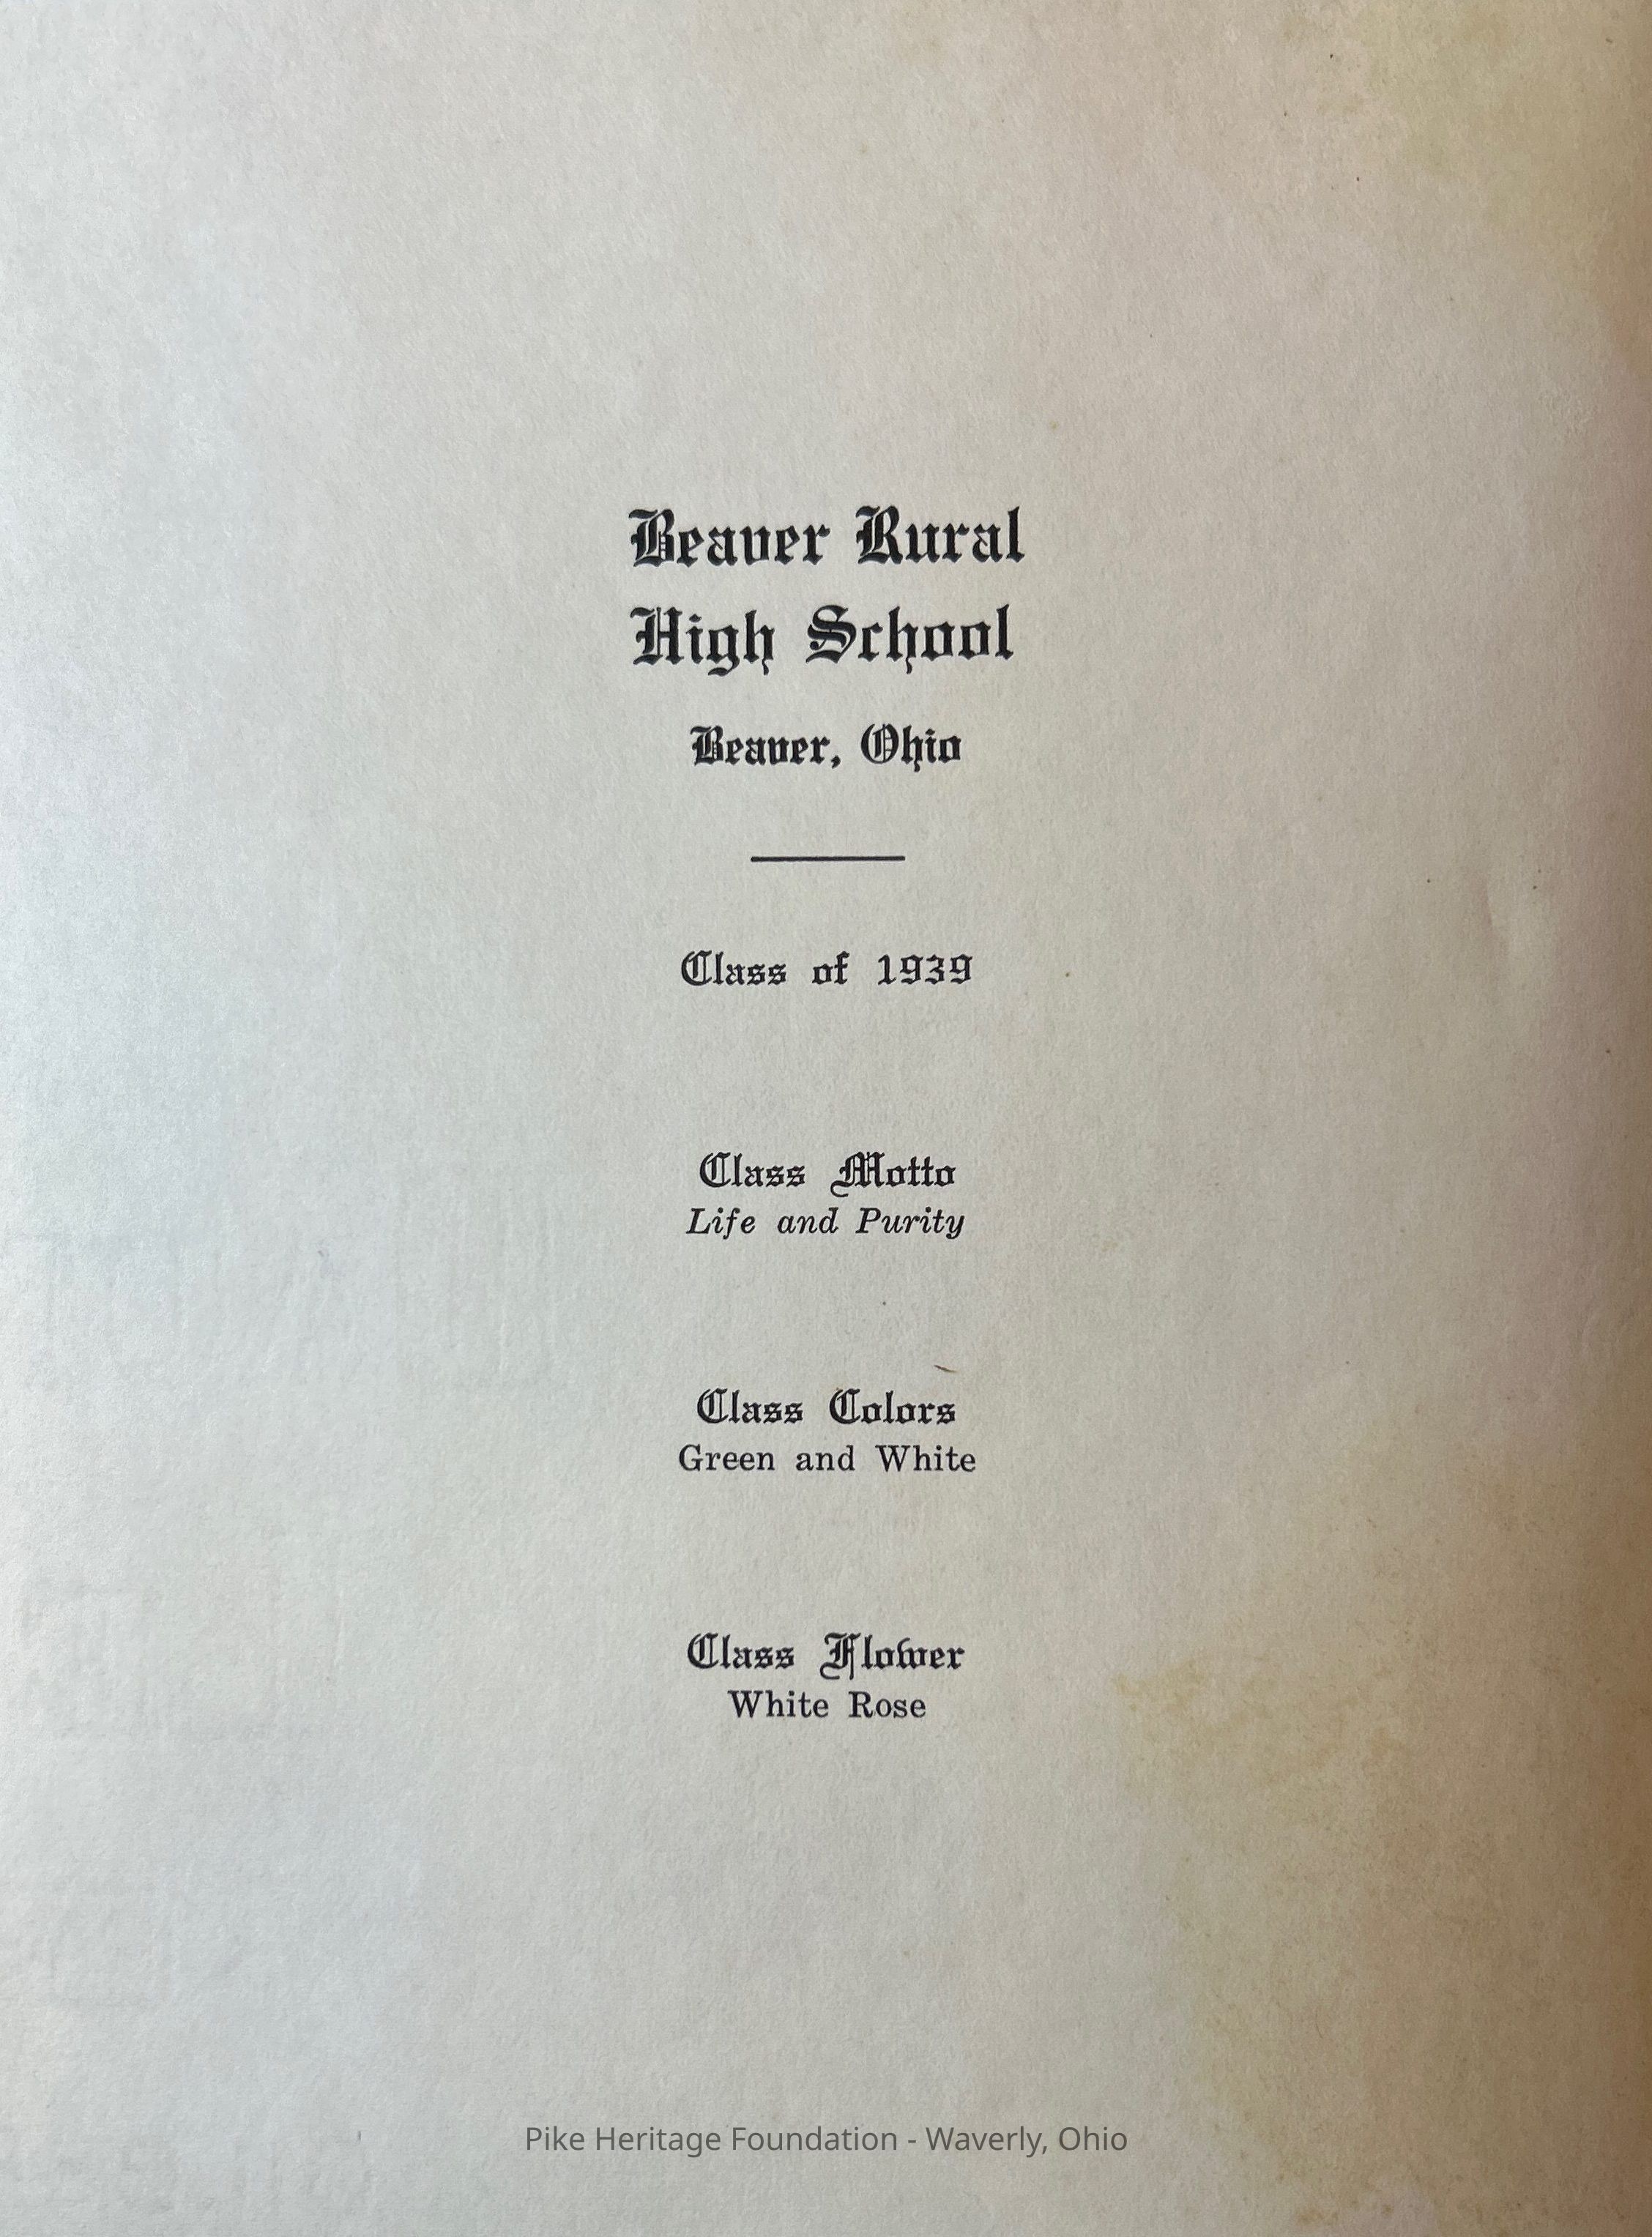 Beaver Rural
High School
Beaver, Ohio
Class of 1939
Class Motto
Life and Purity
Class Colors
Green and White
Class Flower
White Rose
Pike Heritage Foundation - Waverly, Ohio